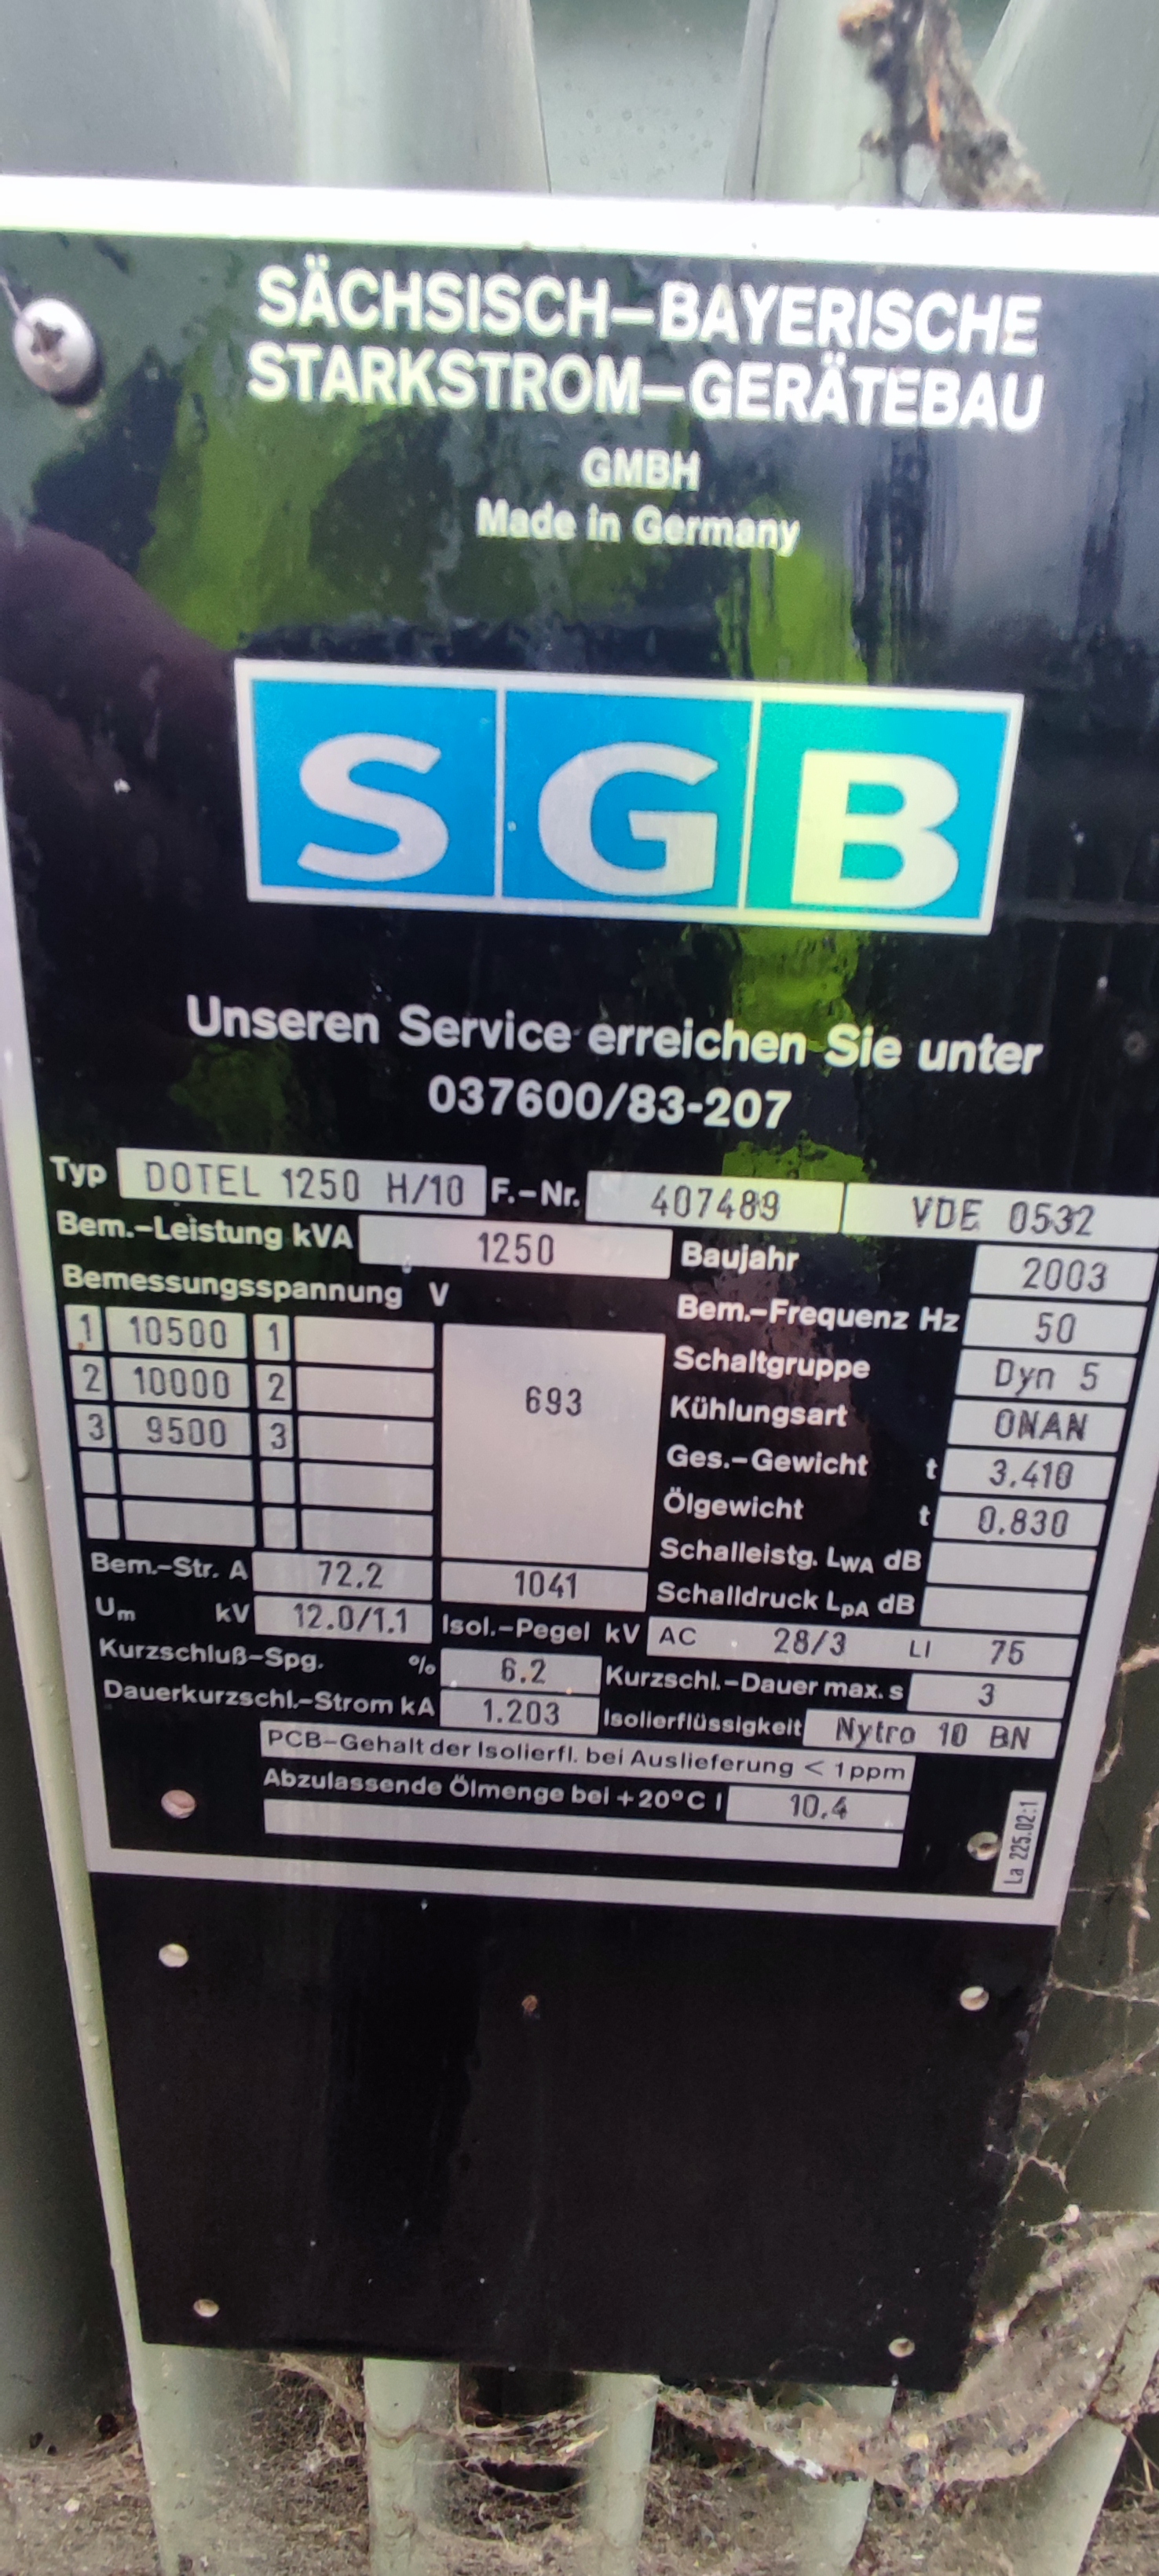 SÄCHSISCH-BAYERISCHE
STARKSTROM-GERÄTEBAU
GMBH
Made in Germany
SGB
Unseren Service erreichen Sie unter
037600/83-207
Typ DOTEL 1250 H/10 F.-Nr. 407489 VDE 0532
Bem.-Leistung kVA 1250 Baujahr 2003
Bemessungsspannung V Bem.-Frequenz Hz 50
1 10500 1 Schaltgruppe Dyn 5
2 10000 2 693 Kühlungsart ONAN
3 9500 3 Ges.-Gewicht t 3.410
Ölgewicht t 0.830
Schalleistg. LWA dB
Bem.-Str. A 72.2 1041 Schalldruck LpA dB
Um kV 12.0/1.1 Isol.-Pegel kV AC 28/3 LI 75
Kurzschluß-Spg. % 6.2 Kurzschl.-Dauer max. s 3
Dauerkurzschl.-Strom kA 1.203 Isolierflüssigkeit Nytro 10 BN
PCB-Gehalt der Isolierfl. bei Auslieferung < 1 ppm
Abzulassende Ölmenge bei +20°C l 10.4
La 225.02:1